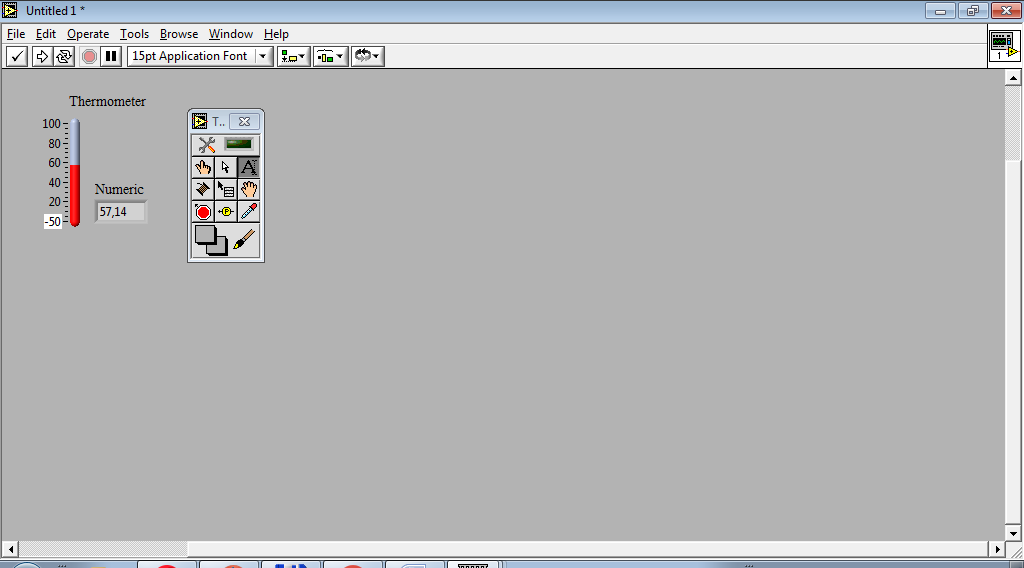 Untitled 1 *
File Edit Operate Tools Browse Window Help
15pt Application Font
1
Thermometer
100
80
60
40
20
-50
Numeric
57,14
T..
A
P